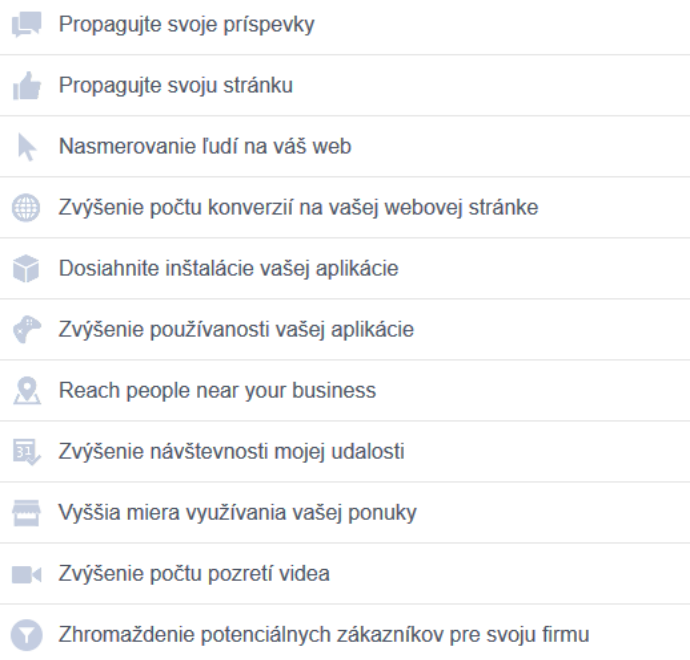 Propagujte svoje príspevky
Propagujte svoju stránku
Nasmerovanie ľudí na váš web
Zvýšenie počtu konverzií na vašej webovej stránke
Dosiahnite inštalácie vašej aplikácie
Zvýšenie používanosti vašej aplikácie
Reach people near your business
31
Zvýšenie návštevnosti mojej udalosti
Vyššia miera využívania vašej ponuky
Zvýšenie počtu pozretí videa
Zhromaždenie potenciálnych zákazníkov pre svoju firmu